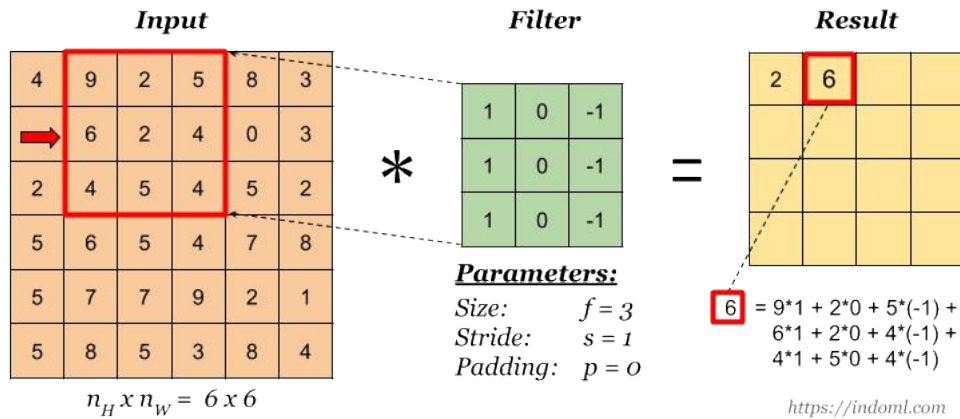 Input
Filter
Result
4 9 2 5 8 3
6 2 4 0 3
2 4 5 4 5 2
5 6 5 4 7 8
5 7 7 9 2 1
5 8 5 3 8 4
n_H x n_W = 6 x 6
*
1 0 -1
1 0 -1
1 0 -1
Parameters:
Size: f = 3
Stride: s = 1
Padding: p = 0
=
2 6
6 = 9*1 + 2*0 + 5*(-1) +
6*1 + 2*0 + 4*(-1) +
4*1 + 5*0 + 4*(-1)
https://indoml.com